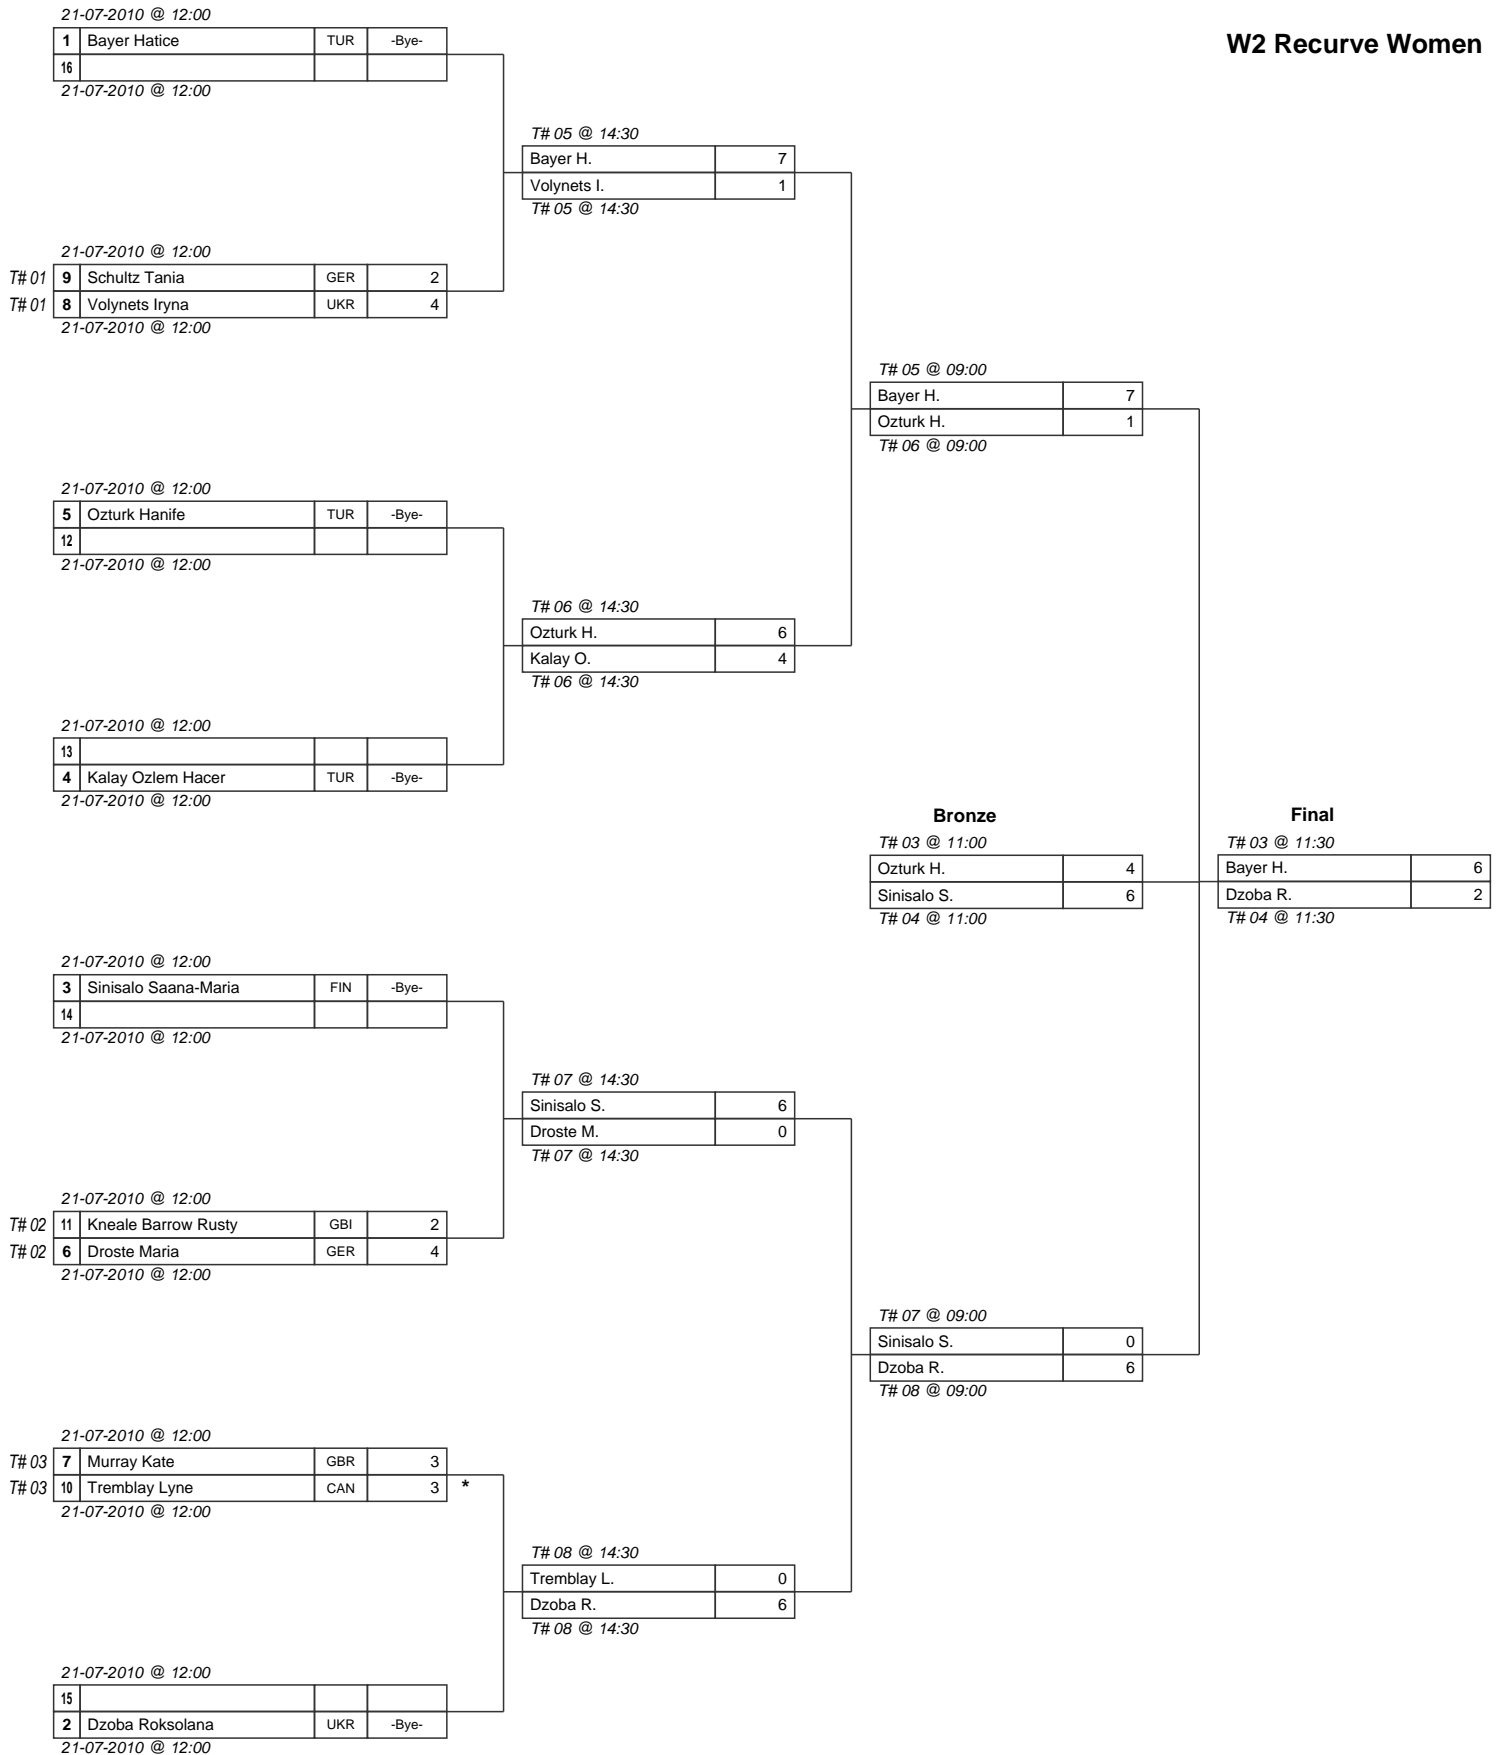 W2 Recurve Women
21-07-2010 @ 12:00
1 Bayer Hatice TUR -Bye-
16
21-07-2010 @ 12:00
T# 05 @ 14:30
Bayer H. 7
Volynets I. 1
T# 05 @ 14:30
21-07-2010 @ 12:00
T# 01 9 Schultz Tania GER 2
T# 01 8 Volynets Iryna UKR 4
21-07-2010 @ 12:00
T# 05 @ 09:00
Bayer H. 7
Ozturk H. 1
T# 06 @ 09:00
21-07-2010 @ 12:00
5 Ozturk Hanife TUR -Bye-
12
21-07-2010 @ 12:00
T# 06 @ 14:30
Ozturk H. 6
Kalay O. 4
T# 06 @ 14:30
21-07-2010 @ 12:00
13
4 Kalay Ozlem Hacer TUR -Bye-
21-07-2010 @ 12:00
Bronze
T# 03 @ 11:00
Ozturk H. 4
Sinisalo S. 6
T# 04 @ 11:00
Final
T# 03 @ 11:30
Bayer H. 6
Dzoba R. 2
T# 04 @ 11:30
21-07-2010 @ 12:00
3 Sinisalo Saana-Maria FIN -Bye-
14
21-07-2010 @ 12:00
T# 07 @ 14:30
Sinisalo S. 6
Droste M. 0
T# 07 @ 14:30
21-07-2010 @ 12:00
T# 02 11 Kneale Barrow Rusty GBI 2
T# 02 6 Droste Maria GER 4
21-07-2010 @ 12:00
T# 07 @ 09:00
Sinisalo S. 0
Dzoba R. 6
T# 08 @ 09:00
21-07-2010 @ 12:00
T# 03 7 Murray Kate GBR 3
T# 03 10 Tremblay Lyne CAN 3 *
21-07-2010 @ 12:00
T# 08 @ 14:30
Tremblay L. 0
Dzoba R. 6
T# 08 @ 14:30
21-07-2010 @ 12:00
15
2 Dzoba Roksolana UKR -Bye-
21-07-2010 @ 12:00